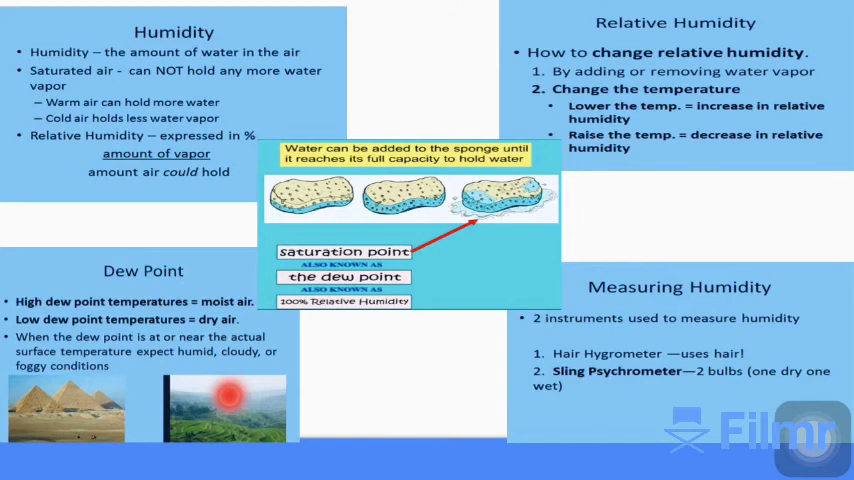 Humidity
• Humidity – the amount of water in the air
• Saturated air - can NOT hold any more water
vapor
– Warm air can hold more water
– Cold air holds less water vapor
• Relative Humidity – expressed in %
amount of vapor
amount air could hold
Relative Humidity
• How to change relative humidity.
1. By adding or removing water vapor
2. Change the temperature
• Lower the temp. = increase in relative
humidity
• Raise the temp. = decrease in relative
humidity
Water can be added to the sponge until
it reaches its full capacity to hold water
saturation point
ALSO KNOWN AS
the dew point
ALSO KNOWN AS
100% Relative Humidity
Dew Point
• High dew point temperatures = moist air.
• Low dew point temperatures = dry air.
• When the dew point is at or near the actual
surface temperature expect humid, cloudy, or
foggy conditions
Measuring Humidity
• 2 instruments used to measure humidity
1. Hair Hygrometer —uses hair!
2. Sling Psychrometer—2 bulbs (one dry one
wet)
Filmr